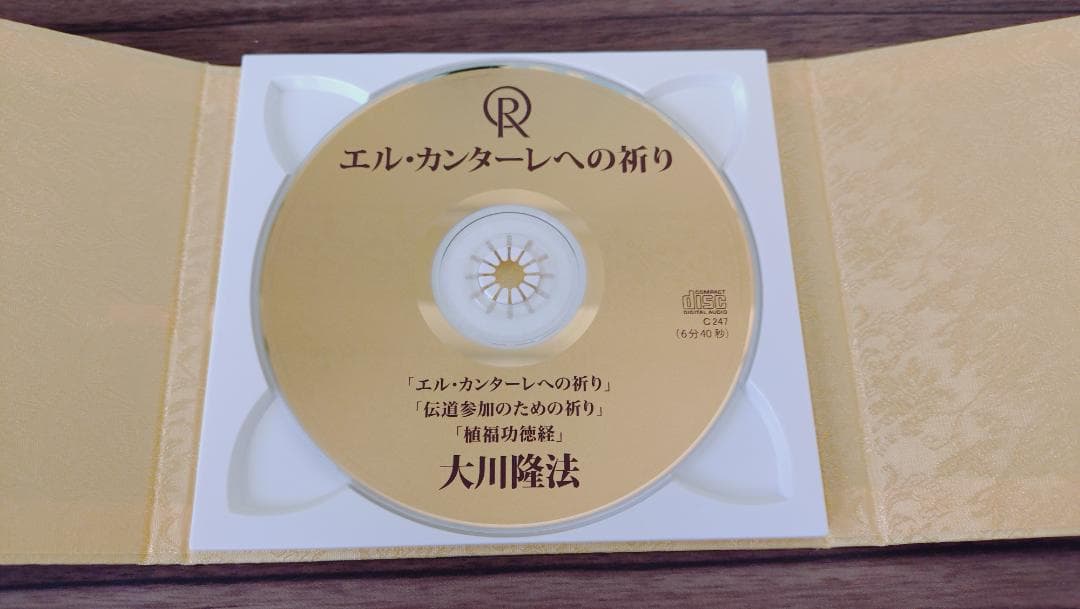 エル・カンターレへの祈り
COMPACT
disc
DIGITAL AUDIO
C 247
(6分40秒)
「エル・カンターレへの祈り」
「伝道参加のための祈り」
「植福功徳経」
大川隆法